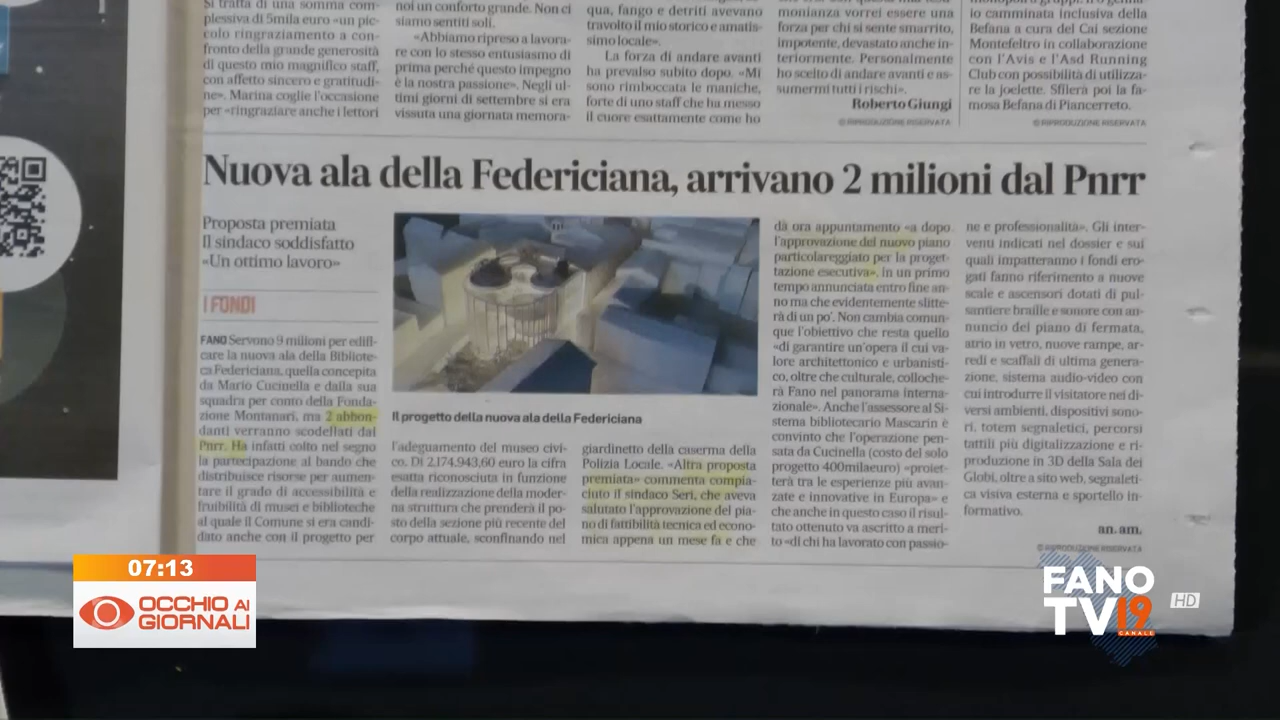 Si tratta di una somma com-
plessiva di 5mila euro «un pic-
colo ringraziamento a con-
fronto della grande generosità
di questo mio magnifico staff,
con affetto sincero e gratitudi-
ne». Marina coglie l'occasione
per «ringraziare anche i lettori
noi un conforto grande. Non ci
siamo sentiti soli.
«Abbiamo ripreso a lavora-
re con lo stesso entusiasmo di
prima perché questo impegno
è la nostra passione». Negli ul-
timi giorni di settembre si era
vissuta una giornata memora-
qua, fango e detriti avevano
travolto il mio storico e amatis-
simo locale».
La forza di andare avanti
ha prevalso subito dopo. «Mi
sono rimboccata le maniche,
forte di uno staff che ha messo
il cuore esattamente come ho
monianza vorrei essere una
forza per chi si sente smarrito,
impotente, devastato anche in-
teriormente. Personalmente
ho scelto di andare avanti e as-
sumermi tutti i rischi».
Roberto Giungi
© RIPRODUZIONE RISERVATA
io camminata inclusiva della
Befana a cura del Cai sezione
Montefeltro in collaborazione
con l'Avis e l'Asd Running
Club con possibilità di utilizza-
re la joelette. Sfilerà poi la fa-
mosa Befana di Piancerreto.
© RIPRODUZIONE RISERVATA
Nuova ala della Federiciana, arrivano 2 milioni dal Pnrr
Proposta premiata
Il sindaco soddisfatto
«Un ottimo lavoro»
I FONDI
FANO Servono 9 milioni per edifi-
care la nuova ala della Bibliote-
ca Federiciana, quella concepita
da Mario Cucinella e dalla sua
squadra per conto della Fonda-
zione Montanari, ma 2 abbon-
danti verranno scodellati dal
Pnrr. Ha infatti colto nel segno
la partecipazione al bando che
distribuisce risorse per aumen-
tare il grado di accessibilità e
fruibilità di musei e biblioteche
al quale il Comune si era candi-
dato anche con il progetto per
Il progetto della nuova ala della Federiciana
l'adeguamento del museo civi-
co. Di 2.174.943,60 euro la cifra
esatta riconosciuta in funzione
della realizzazione della moder-
na struttura che prenderà il po-
sto della sezione più recente del
corpo attuale, sconfinando nel
giardinetto della caserma della
Polizia Locale. «Altra proposta
premiata» commenta compia-
ciuto il sindaco Seri, che aveva
salutato l'approvazione del pia-
no di fattibilità tecnica ed econo-
mica appena un mese fa e che
dà ora appuntamento «a dopo
l'approvazione del nuovo piano
particolareggiato per la proget-
tazione esecutiva», in un primo
tempo annunciata entro fine an-
no ma che evidentemente slitte-
rà di un po'. Non cambia comun-
que l'obiettivo che resta quello
«di garantire un'opera il cui va-
lore architettonico e urbanisti-
co, oltre che culturale, colloche-
rà Fano nel panorama interna-
zionale». Anche l'assessore al Si-
stema bibliotecario Mascarin è
convinto che l'operazione pen-
sata da Cucinella (costo del solo
progetto 400milaeuro) «proiet-
terà tra le esperienze più avan-
zate e innovative in Europa» e
che anche in questo caso il risul-
tato ottenuto va ascritto a meri-
to «di chi ha lavorato con passio-
ne e professionalità». Gli inter-
venti indicati nel dossier e sui
quali impatteranno i fondi ero-
gati fanno riferimento a nuove
scale e ascensori dotati di pul-
santiere braille e sonore con an-
nuncio del piano di fermata,
atrio in vetro, nuove rampe, ar-
redi e scaffali di ultima genera-
zione, sistema audio-video con
cui introdurre il visitatore nei di-
versi ambienti, dispositivi sono-
ri, totem segnaletici, percorsi
tattili più digitalizzazione e ri-
produzione in 3D della Sala dei
Globi, oltre a sito web, segnaleti-
ca visiva esterna e sportello in-
formativo.
an. am.
© RIPRODUZIONE RISERVATA
07:13
OCCHIO AI
GIORNALI
FANO
TV19
CANALE
HD